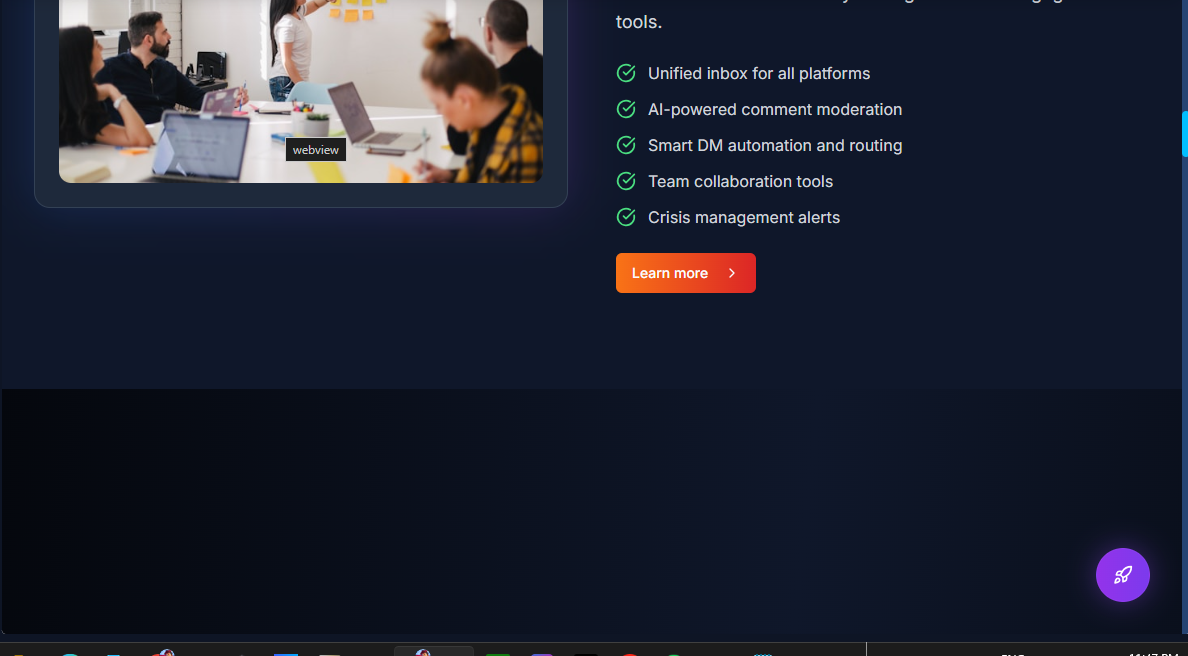 tools.
Unified inbox for all platforms
AI-powered comment moderation
Smart DM automation and routing
Team collaboration tools
Crisis management alerts
Learn more
webview